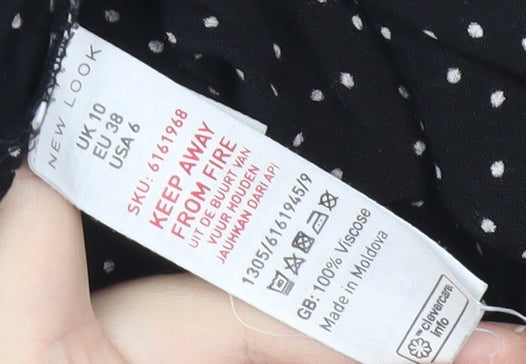 NEW LOOK
UK 10
EU 38
USA 6
SKU: 6161968
KEEP AWAY
FROM FIRE
UIT DE BUURT VAN
VUUR HOUDEN
JAUHKAN DARI API
1305/6161945/9
GB: 100% Viscose
Made in Moldova
clevercare.
info